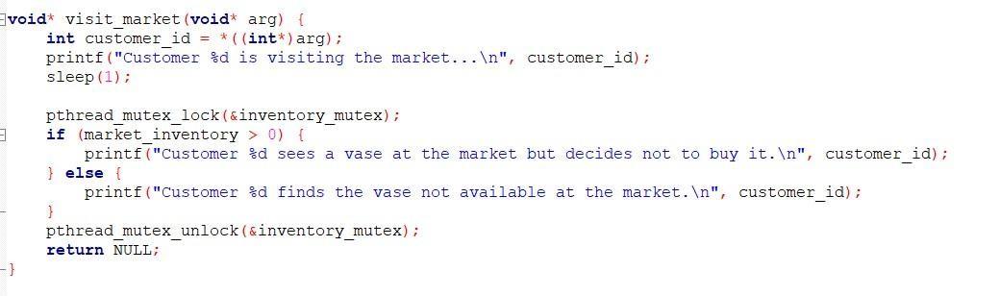 void* visit_market(void* arg) {
    int customer_id = *((int*)arg);
    printf("Customer %d is visiting the market...\n", customer_id);
    sleep(1);

    pthread_mutex_lock(&inventory_mutex);
    if (market_inventory > 0) {
        printf("Customer %d sees a vase at the market but decides not to buy it.\n", customer_id);
    } else {
        printf("Customer %d finds the vase not available at the market.\n", customer_id);
    }
    pthread_mutex_unlock(&inventory_mutex);
    return NULL;
}